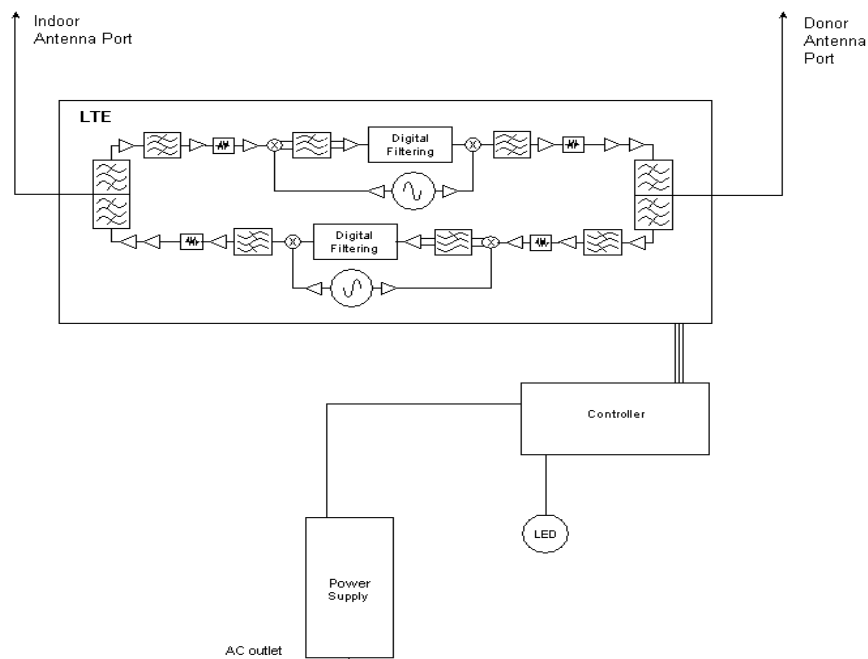 Indoor
Antenna Port
Donor
Antenna
Port
LTE
Digital
Filtering
Digital
Filtering
Controller
LED
Power
Supply
AC outlet